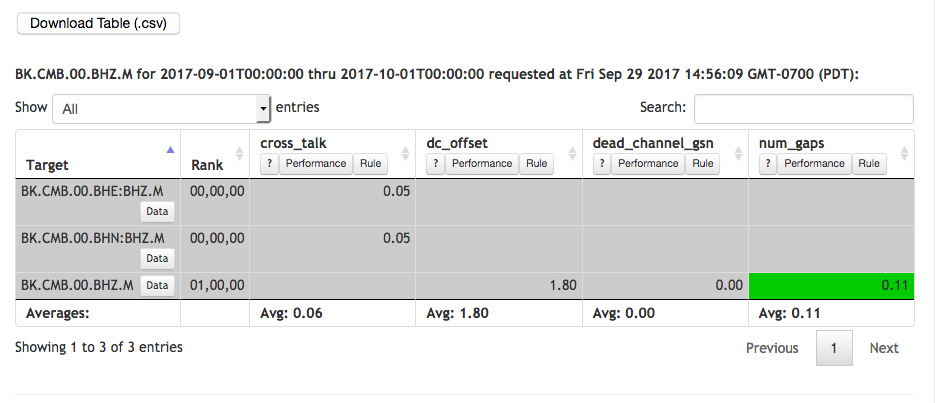 Download Table (.csv)
BK.CMB.00.BHZ.M for 2017-09-01T00:00:00 thru 2017-10-01T00:00:00 requested at Fri Sep 29 2017 14:56:09 GMT-0700 (PDT):
Show All entries Search:
Target Rank cross_talk ? Performance Rule dc_offset ? Performance Rule dead_channel_gsn ? Performance Rule num_gaps ? Performance Rule
BK.CMB.00.BHE:BHZ.M Data 00,00,00 0.05
BK.CMB.00.BHN:BHZ.M Data 00,00,00 0.05
BK.CMB.00.BHZ.M Data 01,00,00 1.80 0.00 0.11
Averages: Avg: 0.06 Avg: 1.80 Avg: 0.00 Avg: 0.11
Showing 1 to 3 of 3 entries Previous 1 Next